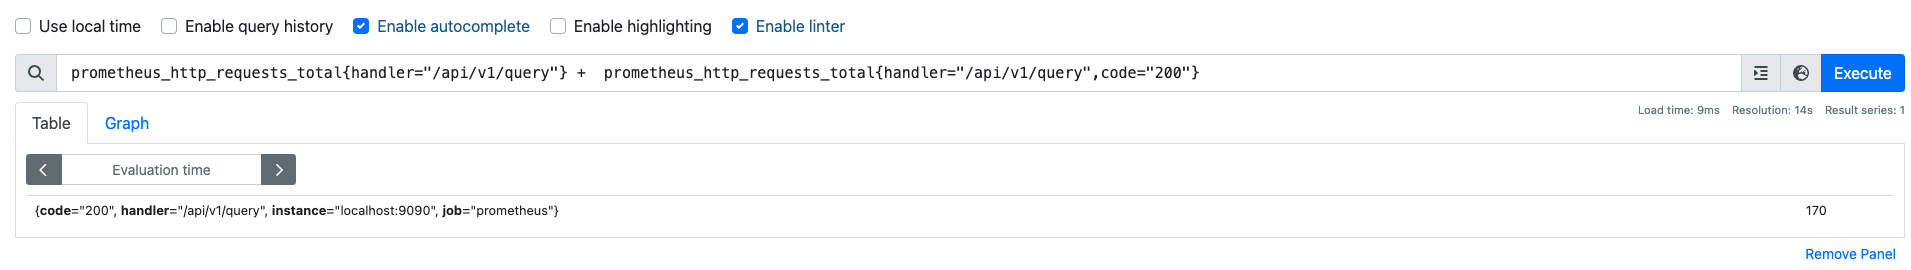 Use local time Enable query history Enable autocomplete Enable highlighting Enable linter
prometheus_http_requests_total{handler="/api/v1/query"} +  prometheus_http_requests_total{handler="/api/v1/query",code="200"} Execute
Load time: 9ms Resolution: 14s Result series: 1
Table Graph
Evaluation time
{code="200", handler="/api/v1/query", instance="localhost:9090", job="prometheus"} 170
Remove Panel